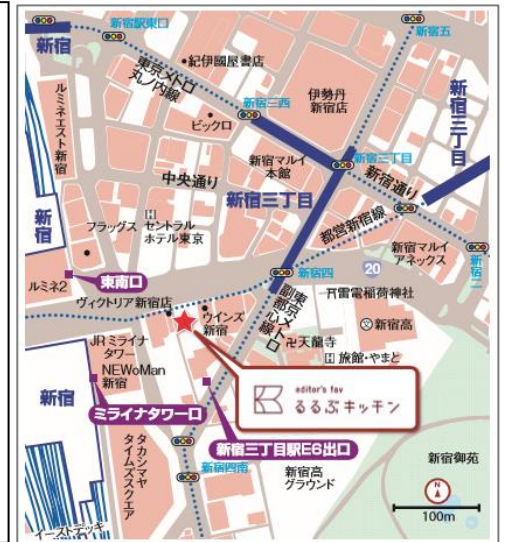 新宿駅東口
新宿五
新宿
紀伊國屋書店
東京メトロ
丸ノ内線
伊勢丹
新宿店
新宿三西
ルミネエスト新宿
ビックロ
新宿三丁目
新宿三丁目
新宿マルイ
本館
新宿通り
中央通り
新宿三丁目
都営新宿線
新宿
フラッグス
H
セントラル
ホテル東京
新宿マルイ
アネックス
新宿二
東南口
新宿四
20
ルミネ2
ヴィクトリア新宿店
ウインズ
新宿
東京メトロ
副都心線
雷電稲荷神社
新宿高
天龍寺
JRミライナ
タワー
NEWoMan
新宿
H 旅館・やまと
editor's fav
るるぶキッチン
新宿
ミライナタワー口
新宿三丁目駅E6出口
タカシマヤ
タイムズスクエア
新宿四南
新宿高
グラウンド
新宿御苑
N
100m
イーストデッキ